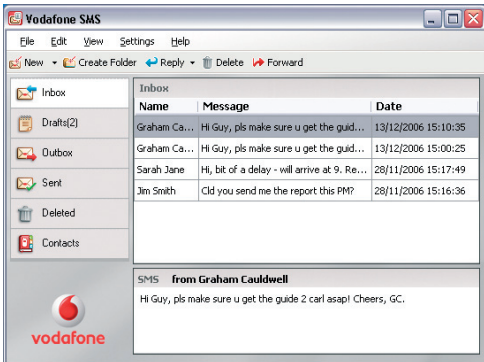 Vodafone SMS
File Edit View Settings Help
New Create Folder Reply Delete Forward
Inbox
Drafts(2)
Outbox
Sent
Deleted
Contacts
vodafone
Inbox
Name Message Date
Graham Ca... Hi Guy, pls make sure u get the guid... 13/12/2006 15:10:35
Graham Ca... Hi Guy, pls make sure u get the guid... 13/12/2006 15:00:25
Sarah Jane Hi, bit of a delay - will arrive at 9. Re... 28/11/2006 15:17:49
Jim Smith Cld you send me the report this PM? 28/11/2006 15:16:36
SMS from Graham Cauldwell
Hi Guy, pls make sure u get the guide 2 carl asap! Cheers, GC.